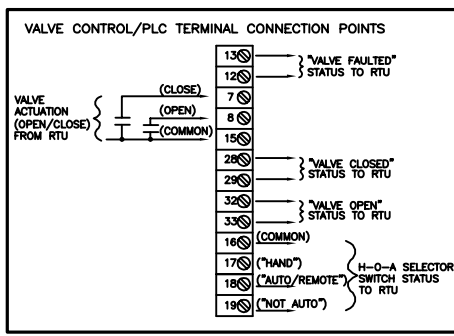 VALVE CONTROL/PLC TERMINAL CONNECTION POINTS
13
"VALVE FAULTED"
STATUS TO RTU
12
(CLOSE)
7
VALVE
ACTUATION
(OPEN/CLOSE)
FROM RTU
(OPEN)
8
(COMMON)
15
28
"VALVE CLOSED"
STATUS TO RTU
29
32
"VALVE OPEN"
STATUS TO RTU
33
16 (COMMON)
17 ("HAND")
18 ("AUTO/REMOTE")
19 ("NOT AUTO")
H-O-A SELECTOR
SWITCH STATUS
TO RTU